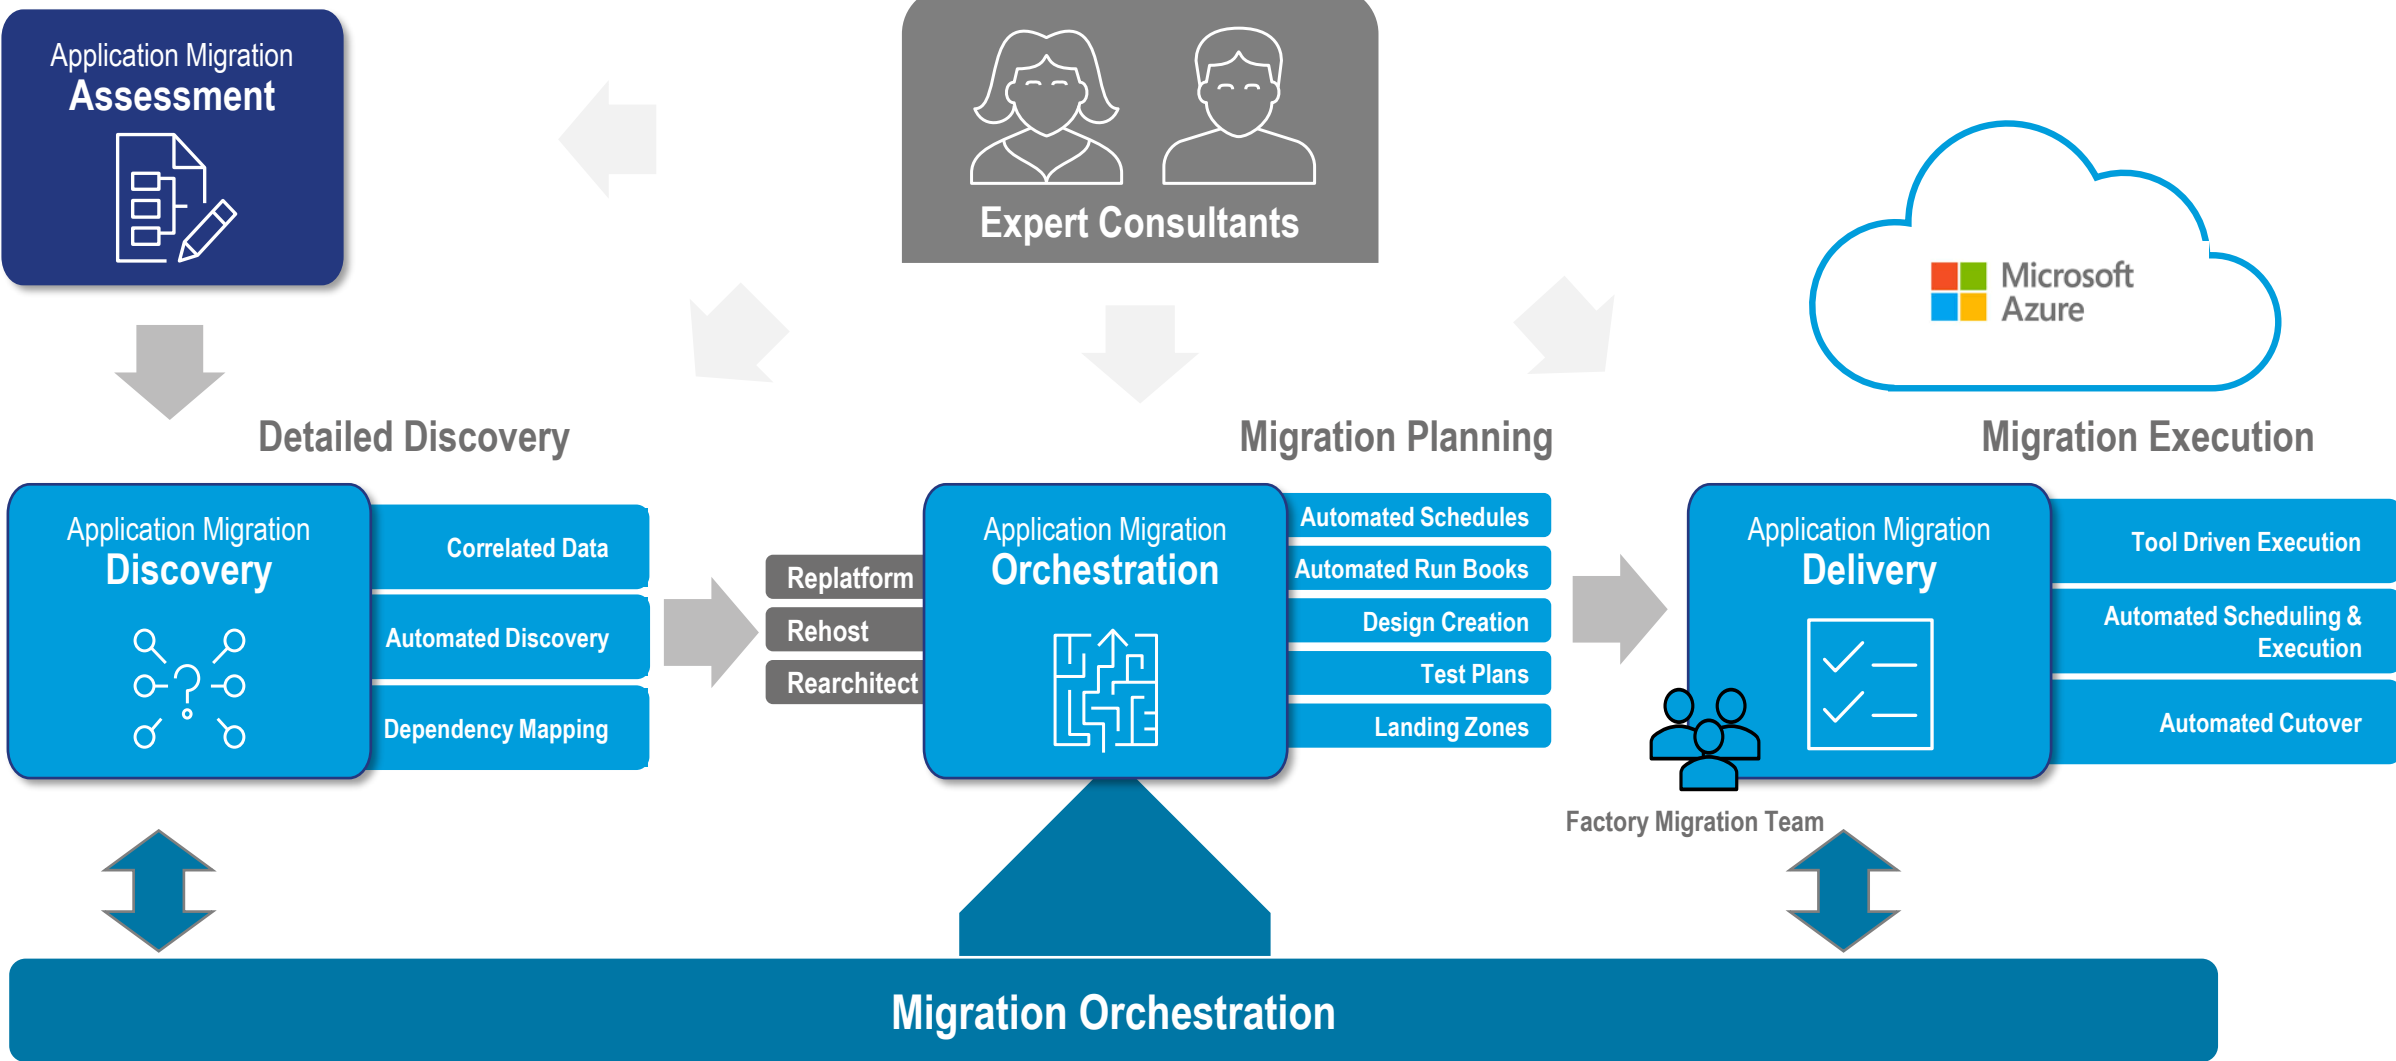 Application Migration
Assessment
Expert Consultants
Microsoft
Azure
Detailed Discovery
Migration Planning
Migration Execution
Application Migration
Discovery
Correlated Data
Automated Discovery
Dependency Mapping
Replatform
Rehost
Rearchitect
Application Migration
Orchestration
Automated Schedules
Automated Run Books
Design Creation
Test Plans
Landing Zones
Application Migration
Delivery
Tool Driven Execution
Automated Scheduling &
Execution
Automated Cutover
Factory Migration Team
Migration Orchestration